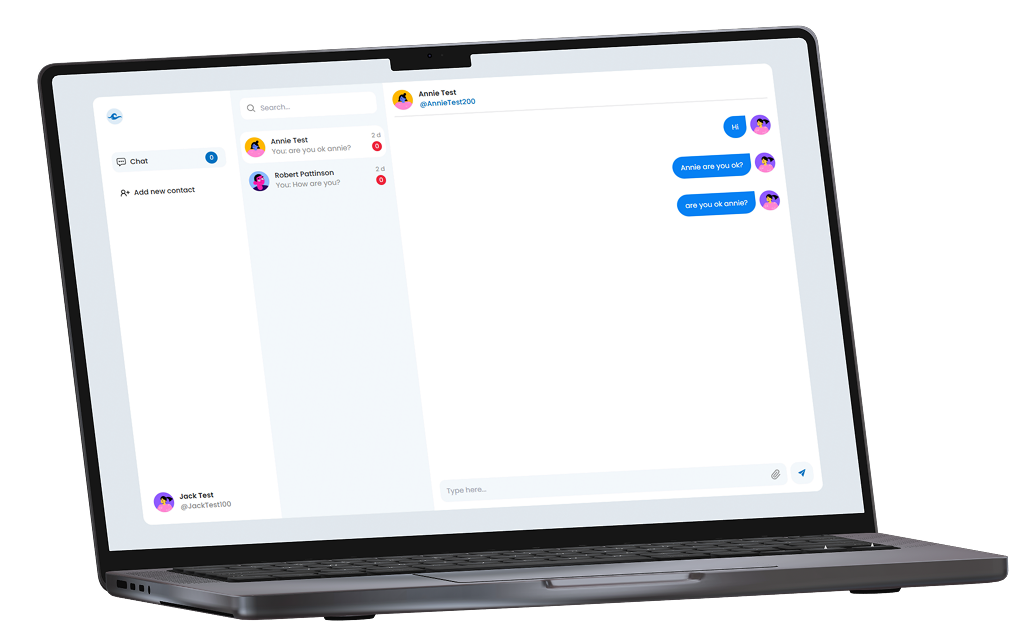 Chat
0
Add new contact
Jack Test
@JackTest100
Search...
Annie Test
2 d
You: are you ok annie?
0
Robert Pattinson
2 d
You: How are you?
0
Annie Test
@AnnieTest200
Hi
Annie are you ok?
are you ok annie?
Type here...